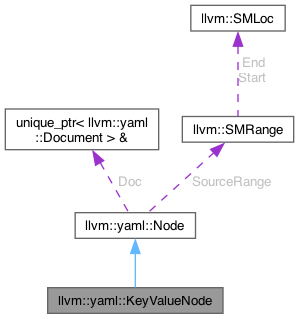 llvm::SMLoc
End
Start
unique_ptr< llvm::yaml
::Document > &
llvm::SMRange
Doc
SourceRange
llvm::yaml::Node
llvm::yaml::KeyValueNode